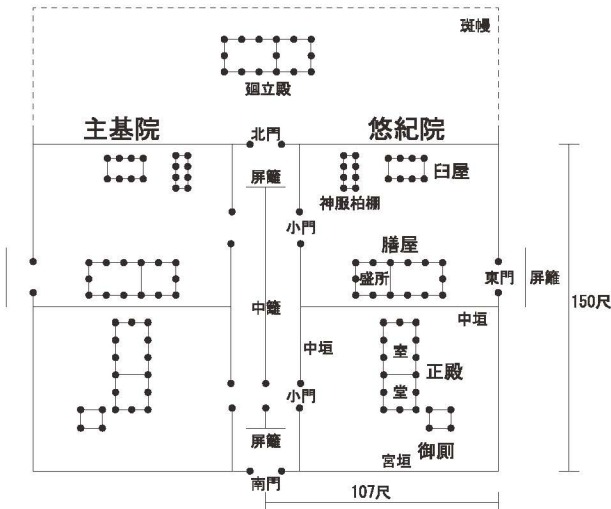 斑幔
廻立殿
主基院
北門
悠紀院
屏籬
臼屋
神服柏棚
小門
膳屋
盛所
東門
屏籬
150尺
中籬
中垣
中垣
室
正殿
堂
小門
屏籬
御厠
宮垣
南門
107尺